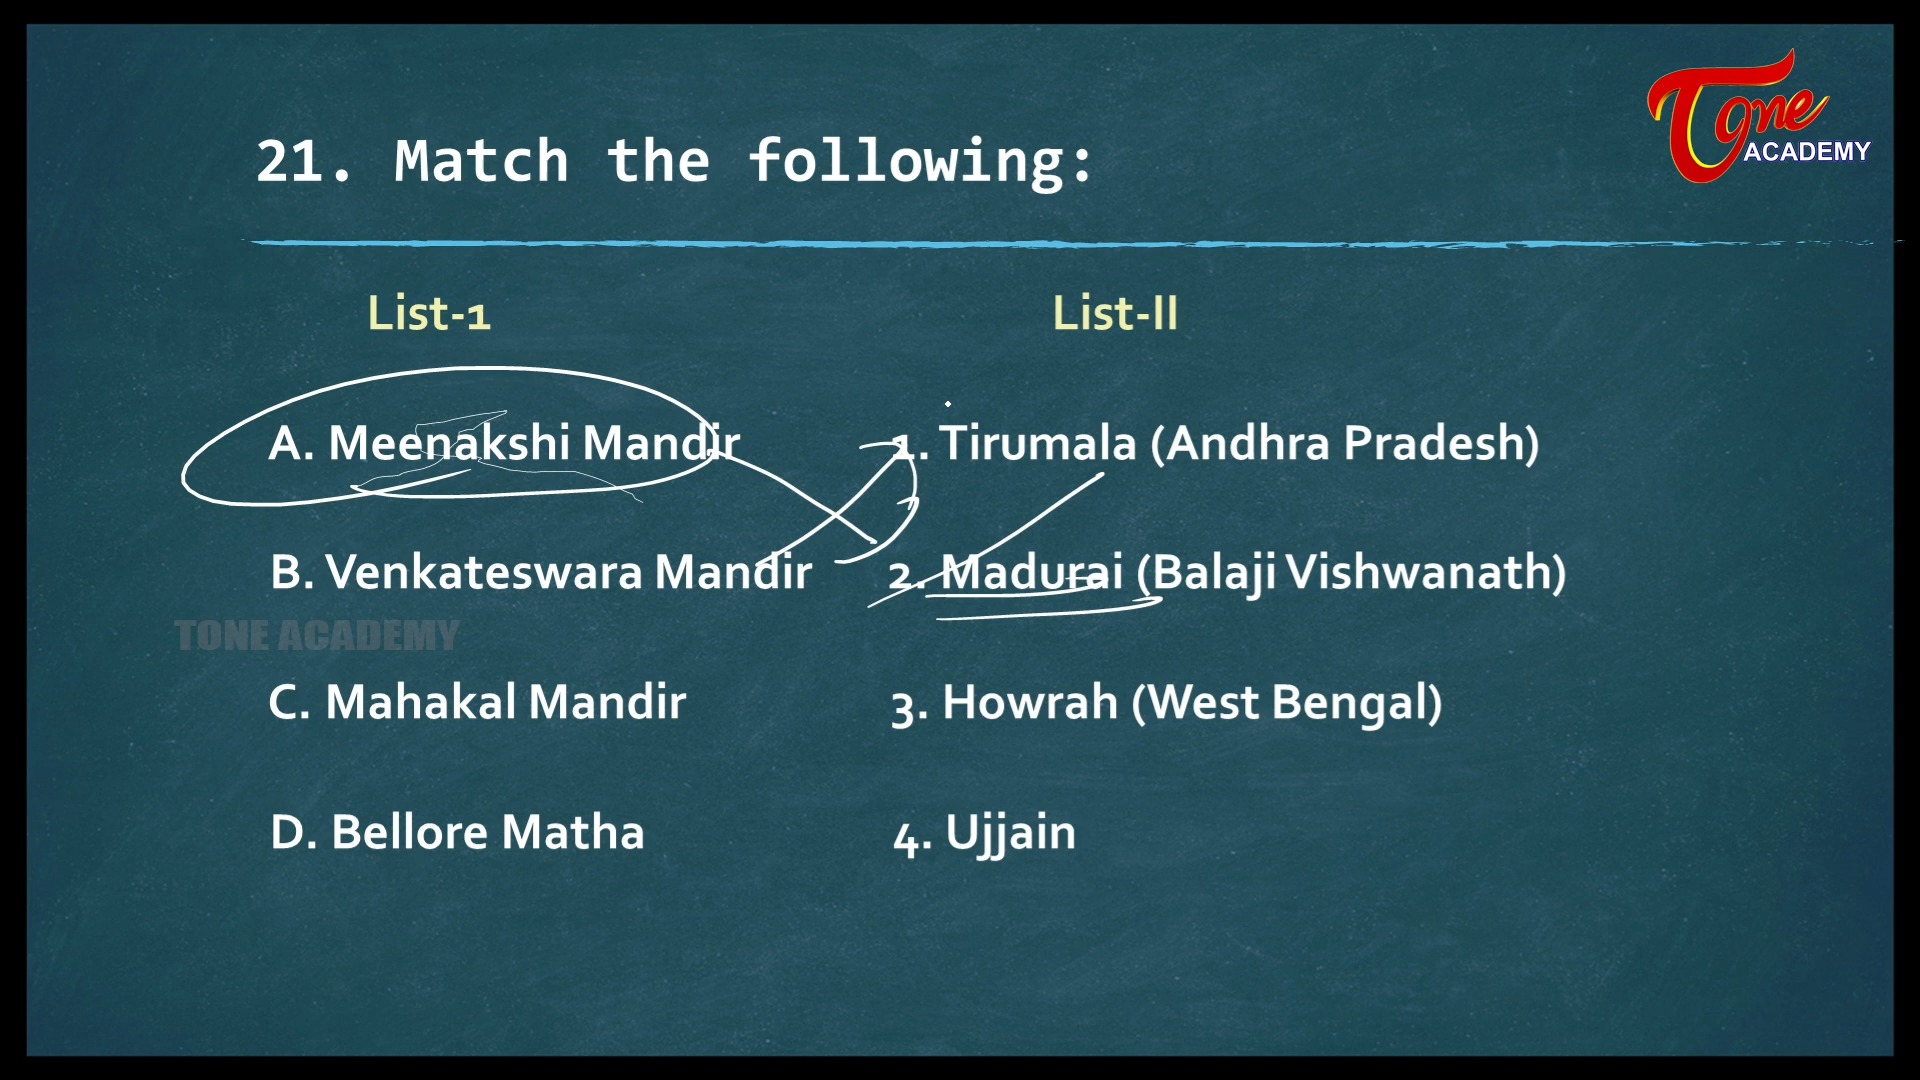 Tone
ACADEMY
21. Match the following:
List-1 List-II
A. Meenakshi Mandir 1. Tirumala (Andhra Pradesh)
B. Venkateswara Mandir 2. Madurai (Balaji Vishwanath)
TONE ACADEMY
C. Mahakal Mandir 3. Howrah (West Bengal)
D. Bellore Matha 4. Ujjain